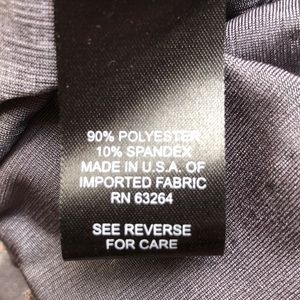 90% POLYESTER
10% SPANDEX
MADE IN U.S.A. OF
IMPORTED FABRIC
RN 63264
SEE REVERSE
FOR CARE